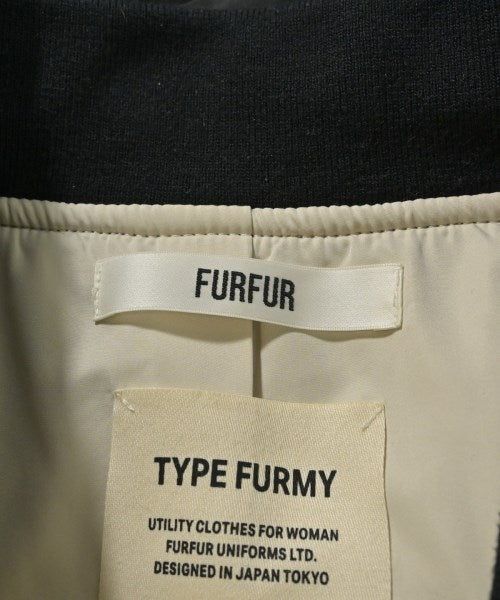 FURFUR
TYPE FURMY
UTILITY CLOTHES FOR WOMAN
FURFUR UNIFORMS LTD.
DESIGNED IN JAPAN TOKYO